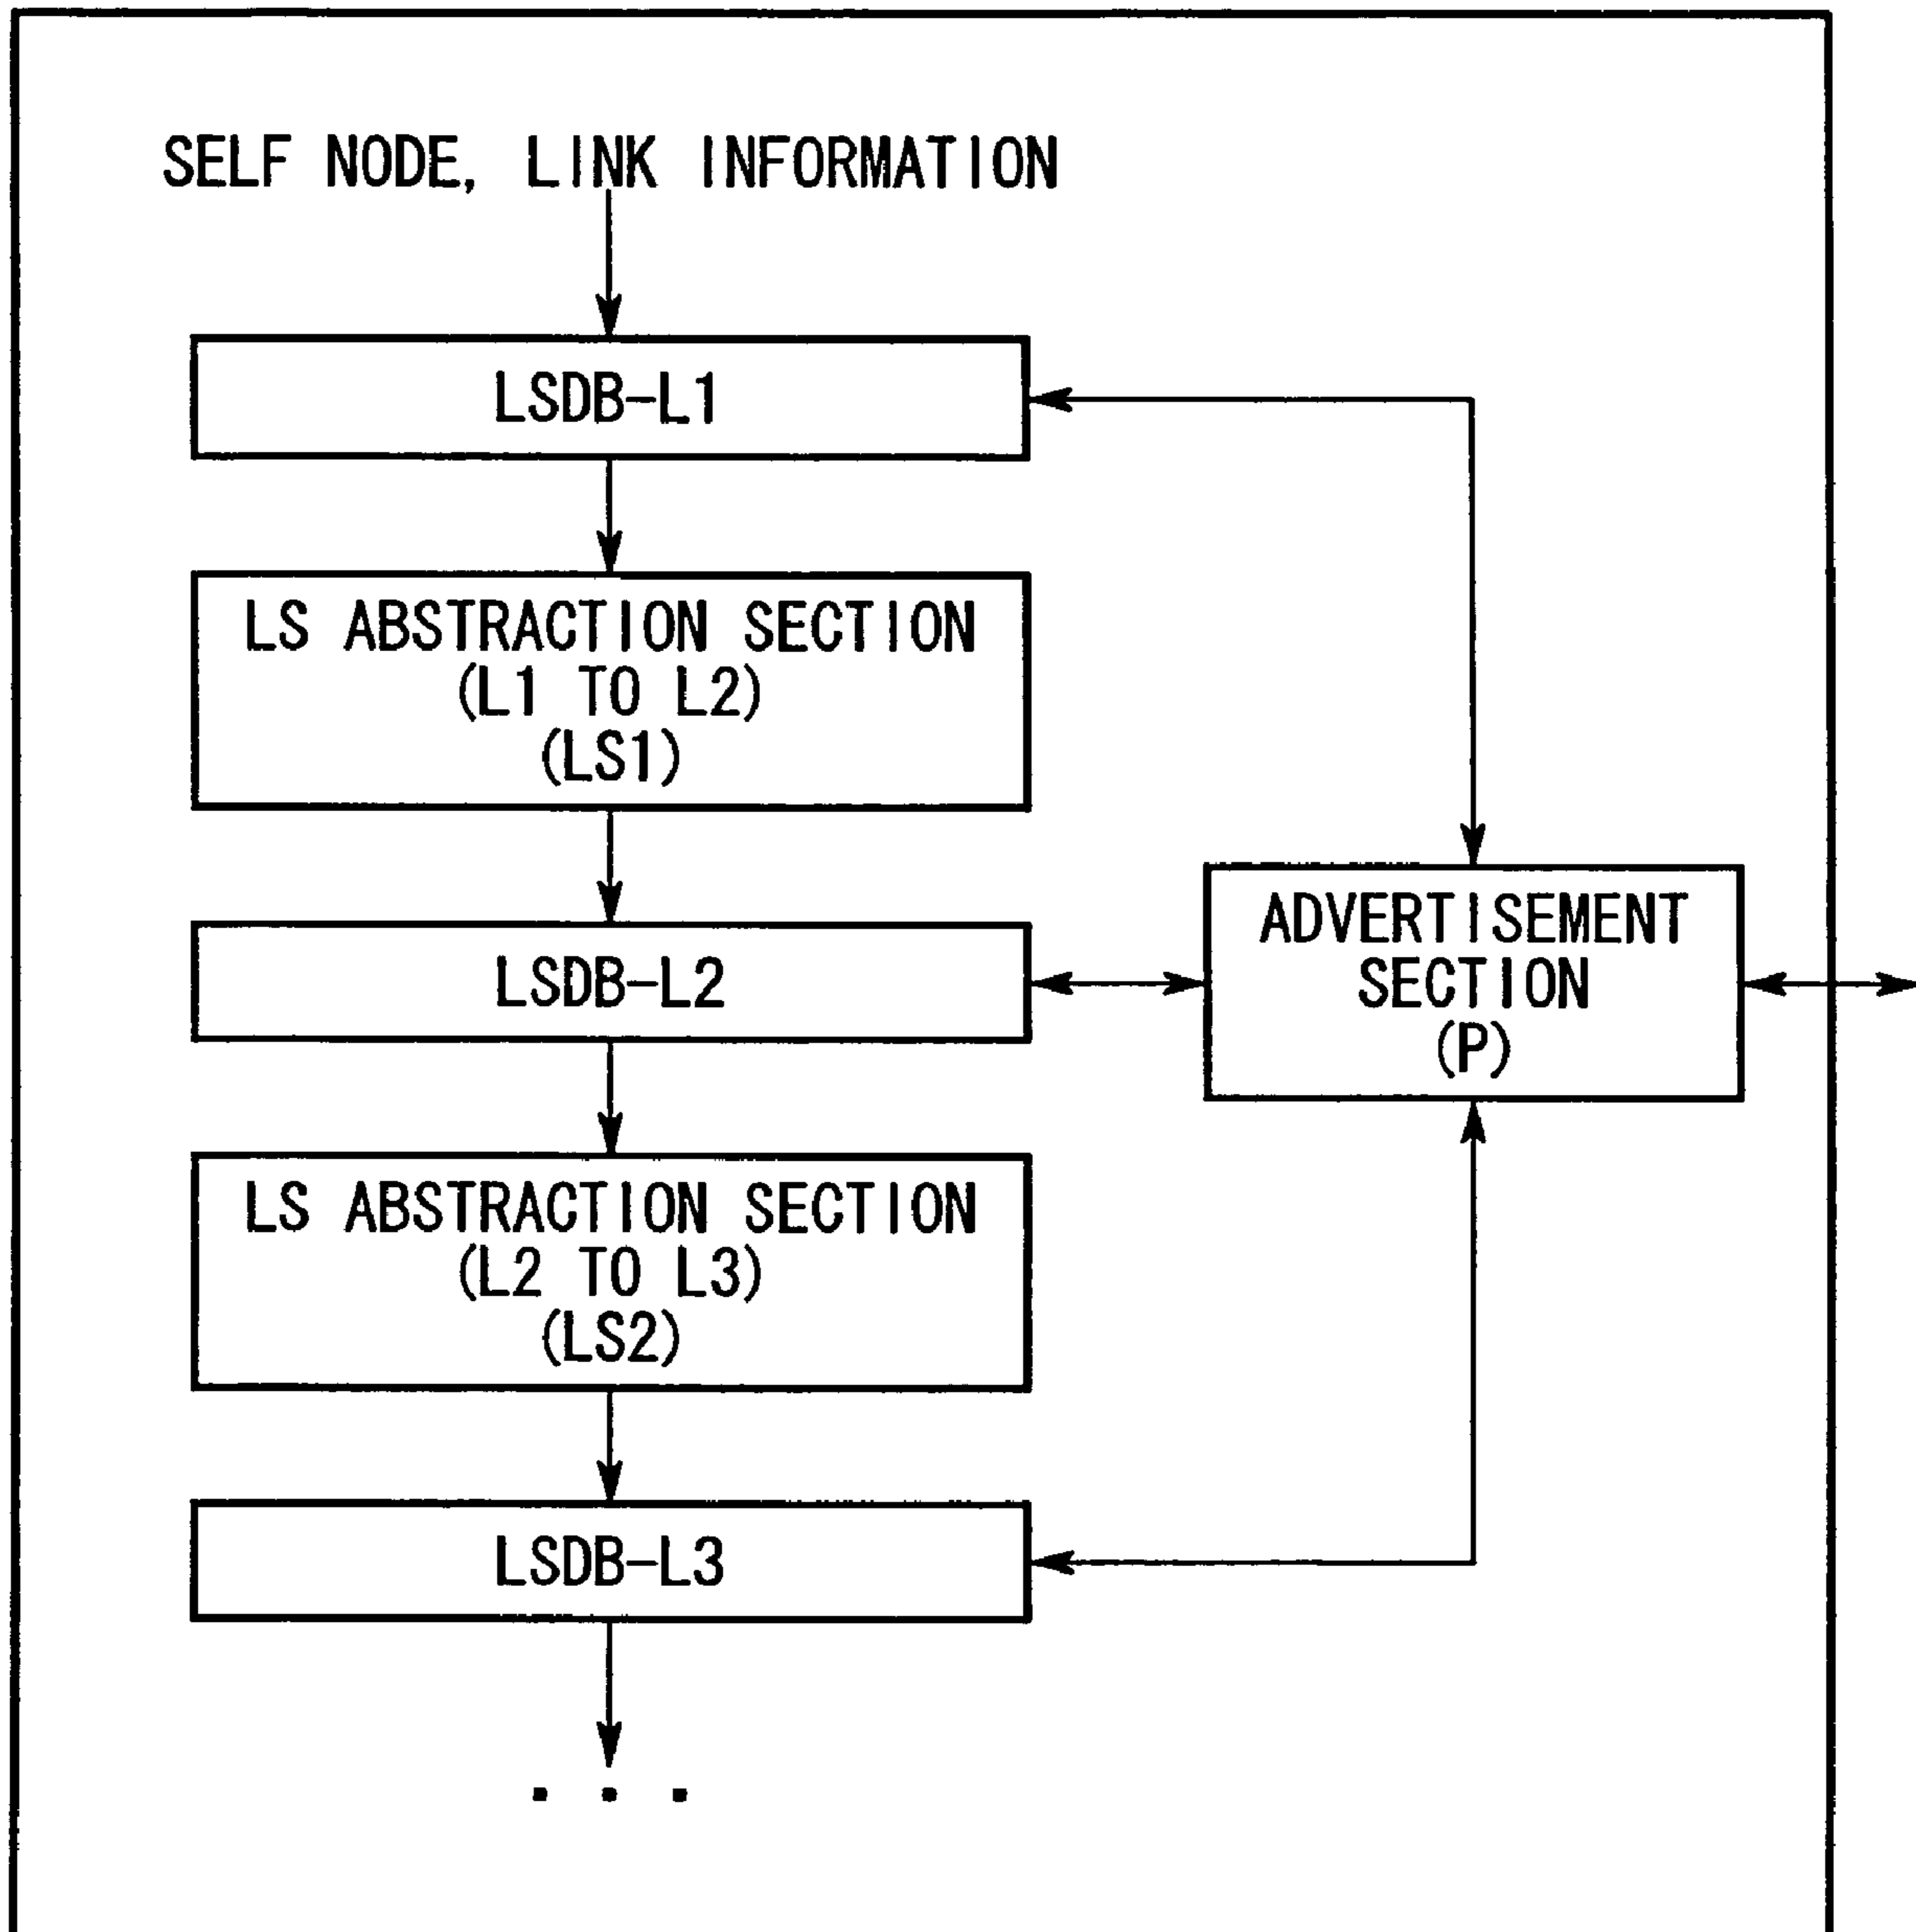 SELF NODE, LINK INFORMATION
LSDB-L1
LS ABSTRACTION SECTION
(L1 TO L2)
(LS1)
LSDB-L2
ADVERTISEMENT
SECTION
(P)
LS ABSTRACTION SECTION
(L2 TO L3)
(LS2)
LSDB-L3
. . .